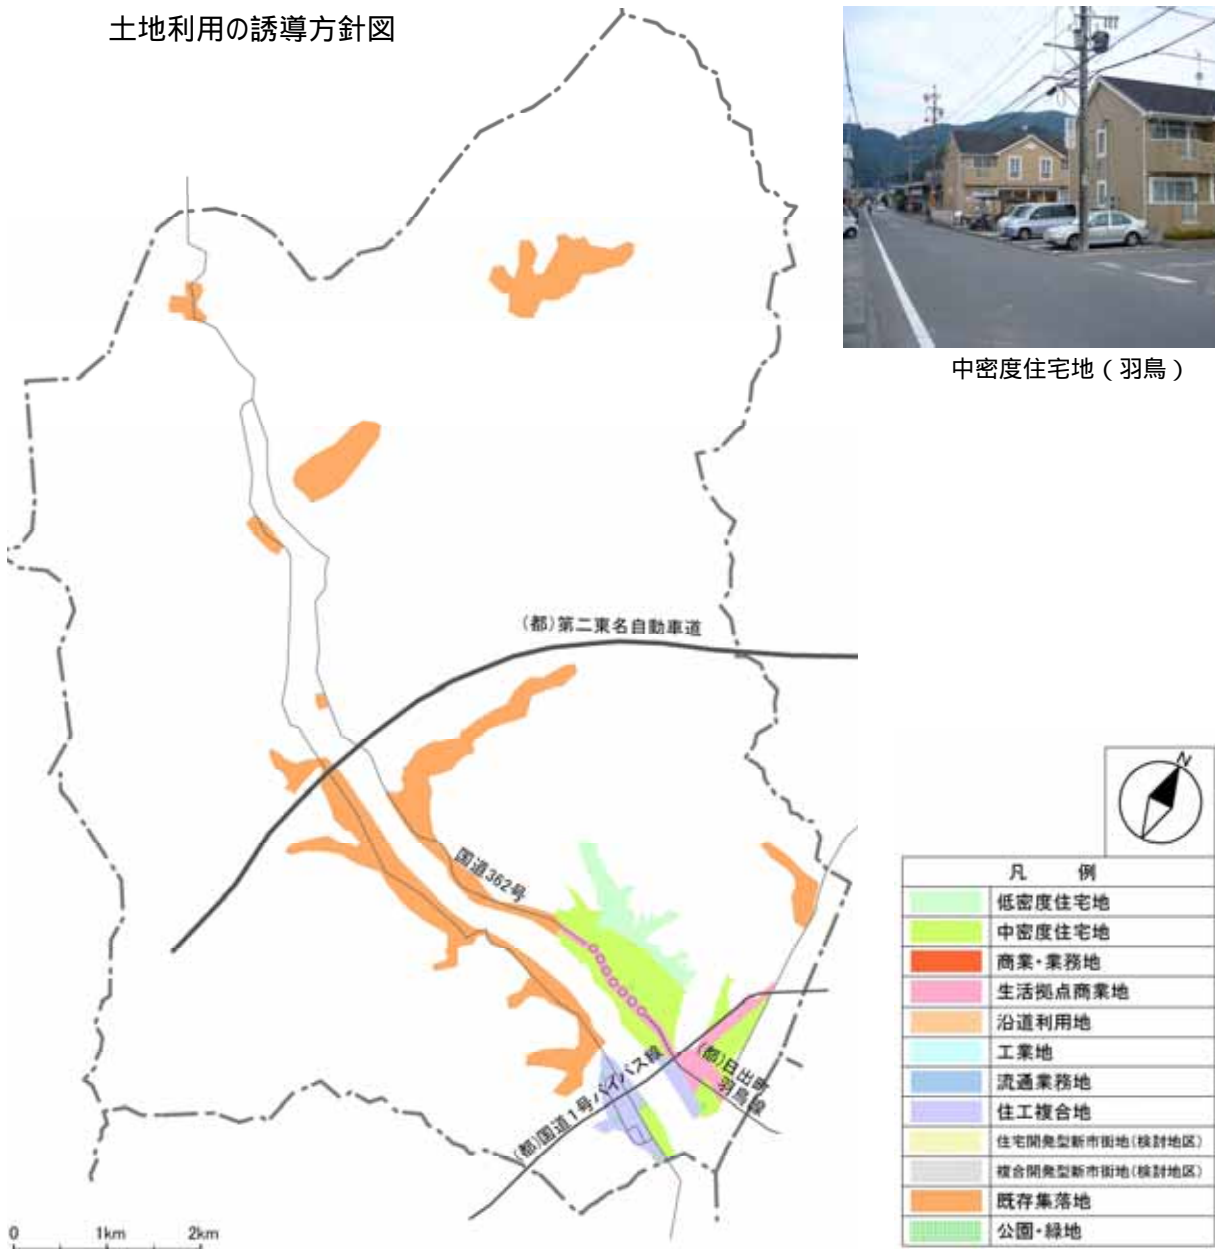 土地利用の誘導方針図
中密度住宅地（羽鳥）
(都)第二東名自動車道
国道362号
(都)日出町
羽鳥線
(都)国道1号バイパス線
N
凡 例
低密度住宅地
中密度住宅地
商業・業務地
生活拠点商業地
沿道利用地
工業地
流通業務地
住工複合地
住宅開発型新市街地(検討地区)
複合開発型新市街地(検討地区)
既存集落地
公園・緑地
0 1km 2km